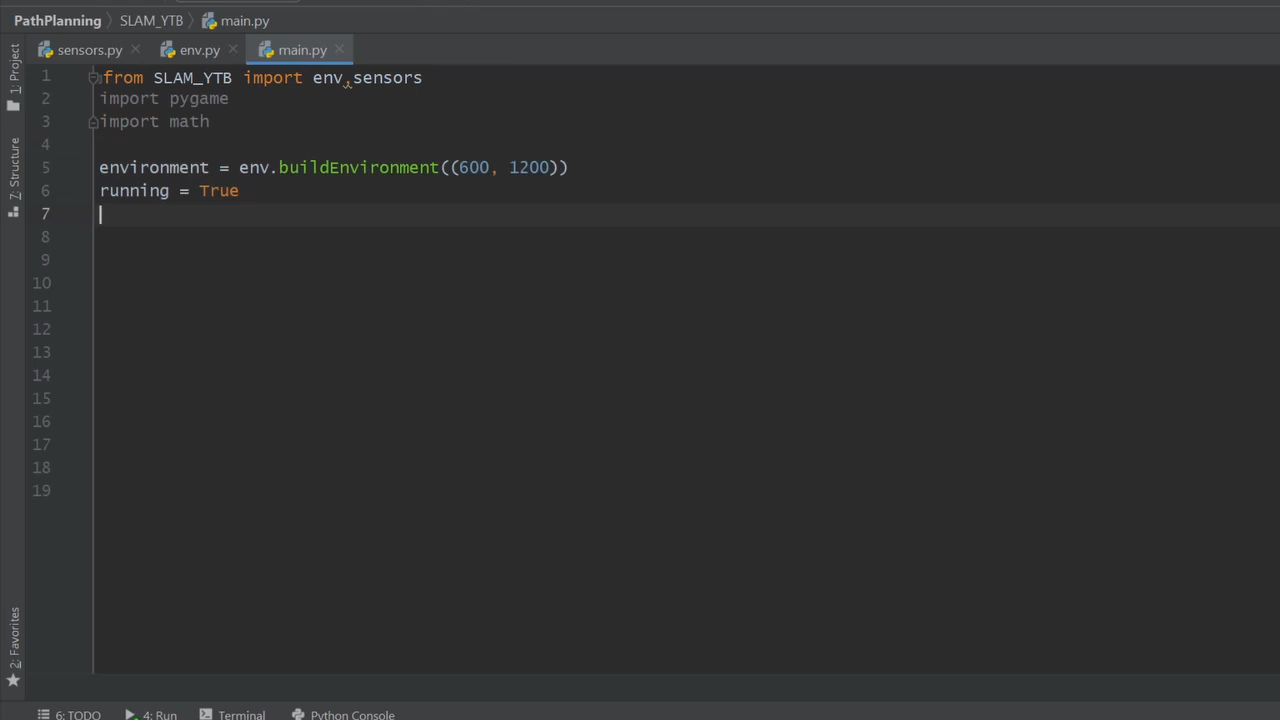 PathPlanning SLAM_YTB main.py
sensors.py env.py main.py
1: Project
7: Structure
2: Favorites
1 from SLAM_YTB import env,sensors
2 import pygame
3 import math
4
5 environment = env.buildEnvironment((600, 1200))
6 running = True
7
8
9
10
11
12
13
14
15
16
17
18
19
6: TODO 4: Run Terminal Python Console